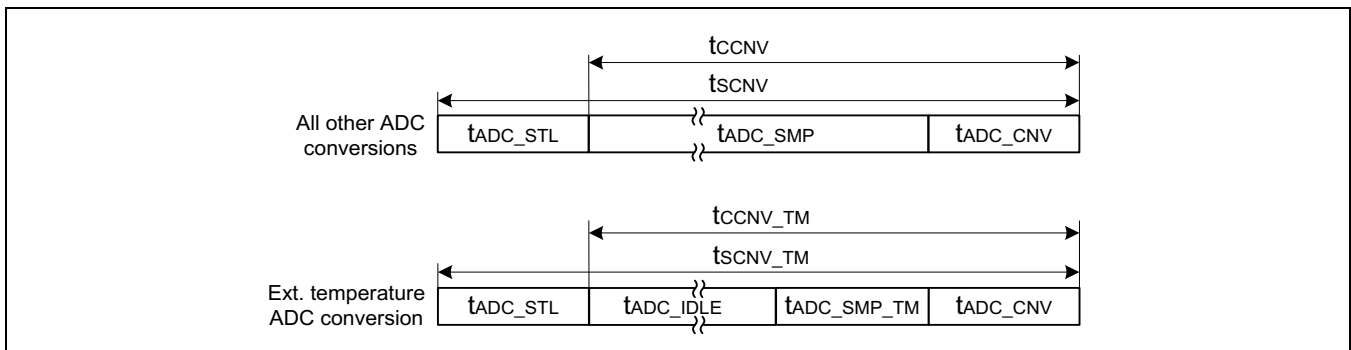 tCCNV
tSCNV
All other ADC
conversions
tADC_STL
tADC_SMP
tADC_CNV
tCCNV_TM
tSCNV_TM
Ext. temperature
ADC conversion
tADC_STL
tADC_IDLE
tADC_SMP_TM
tADC_CNV